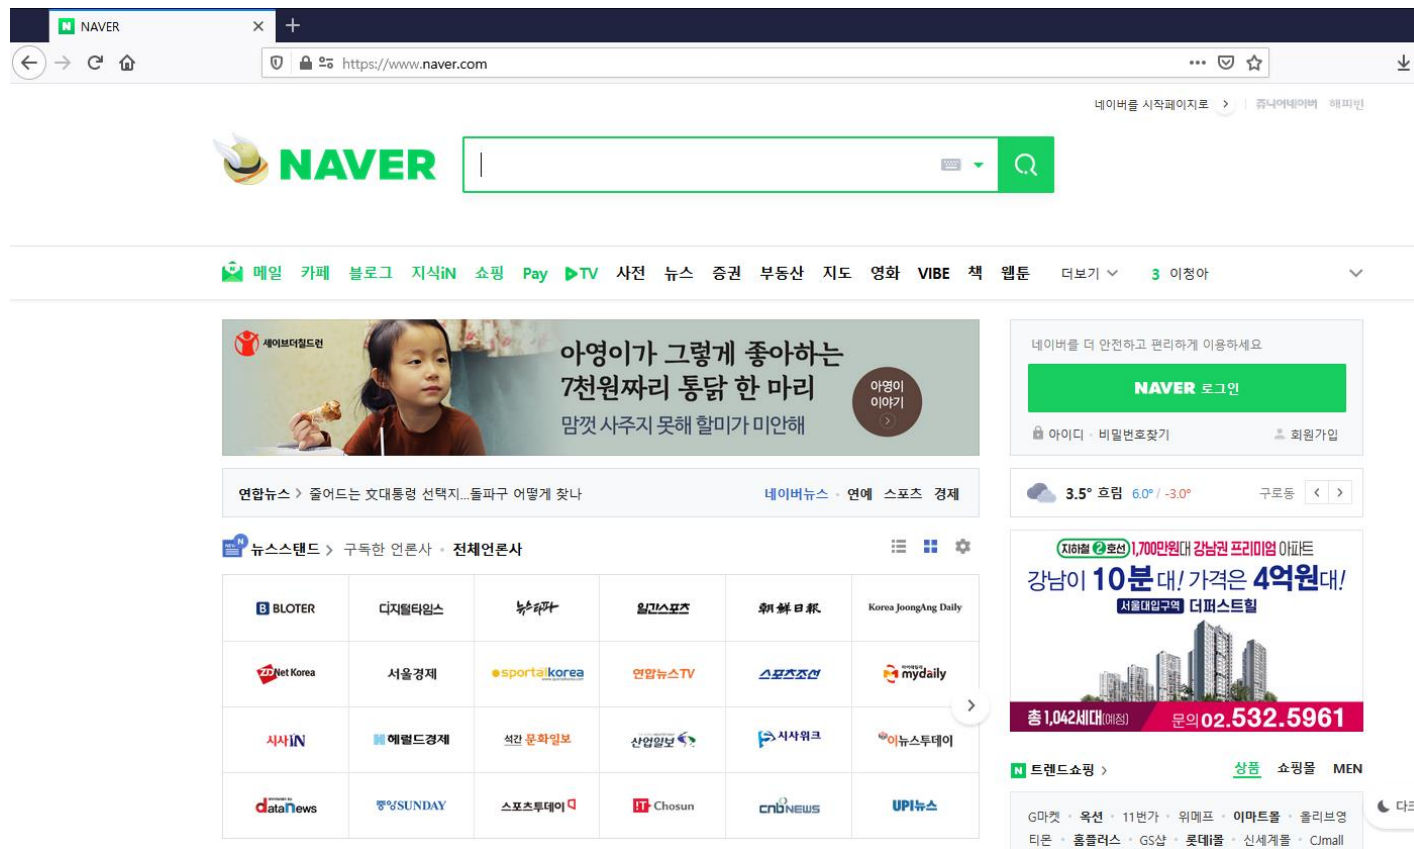 NAVER
https://www.naver.com
네이버를 시작페이지로 쥬니어네이버 해피빈
NAVER
메일 카페 블로그 지식iN 쇼핑 Pay TV 사전 뉴스 증권 부동산 지도 영화 VIBE 책 웹툰 더보기 3 이청아
세이브더칠드런
아영이가 그렇게 좋아하는
7천원짜리 통닭 한 마리
맘껏 사주지 못해 할미가 미안해
아영이
이야기
네이버를 더 안전하고 편리하게 이용하세요
NAVER 로그인
아이디 · 비밀번호찾기 회원가입
연합뉴스 > 줄어드는 文대통령 선택지...돌파구 어떻게 찾나 네이버뉴스 · 연예 스포츠 경제
3.5° 흐림 6.0° / -3.0° 구로동
뉴스스탠드 > 구독한 언론사 · 전체언론사
BLOTER 디지털타임스 뉴스타파 일간스포츠 朝鮮日報 Korea JoongAng Daily
ZDNet Korea 서울경제 sportalkorea 연합뉴스TV 스포츠조선 mydaily
시사IN 헤럴드경제 석간 문화일보 산업일보 시사위크 이뉴스투데이
dataNews 중앙SUNDAY 스포츠투데이 IT Chosun cnbNEWS UPI뉴스
지하철 2호선 1,700만원대 강남권 프리미엄 아파트
강남이 10분대! 가격은 4억원대!
서울대입구역 더퍼스트힐
총 1,042세대(예정) 문의 02.532.5961
트렌드쇼핑 > 상품 쇼핑몰 MEN
G마켓 · 옥션 · 11번가 · 위메프 · 이마트몰 · 올리브영
티몬 · 홈플러스 · GS샵 · 롯데i몰 · 신세계몰 · CJmall